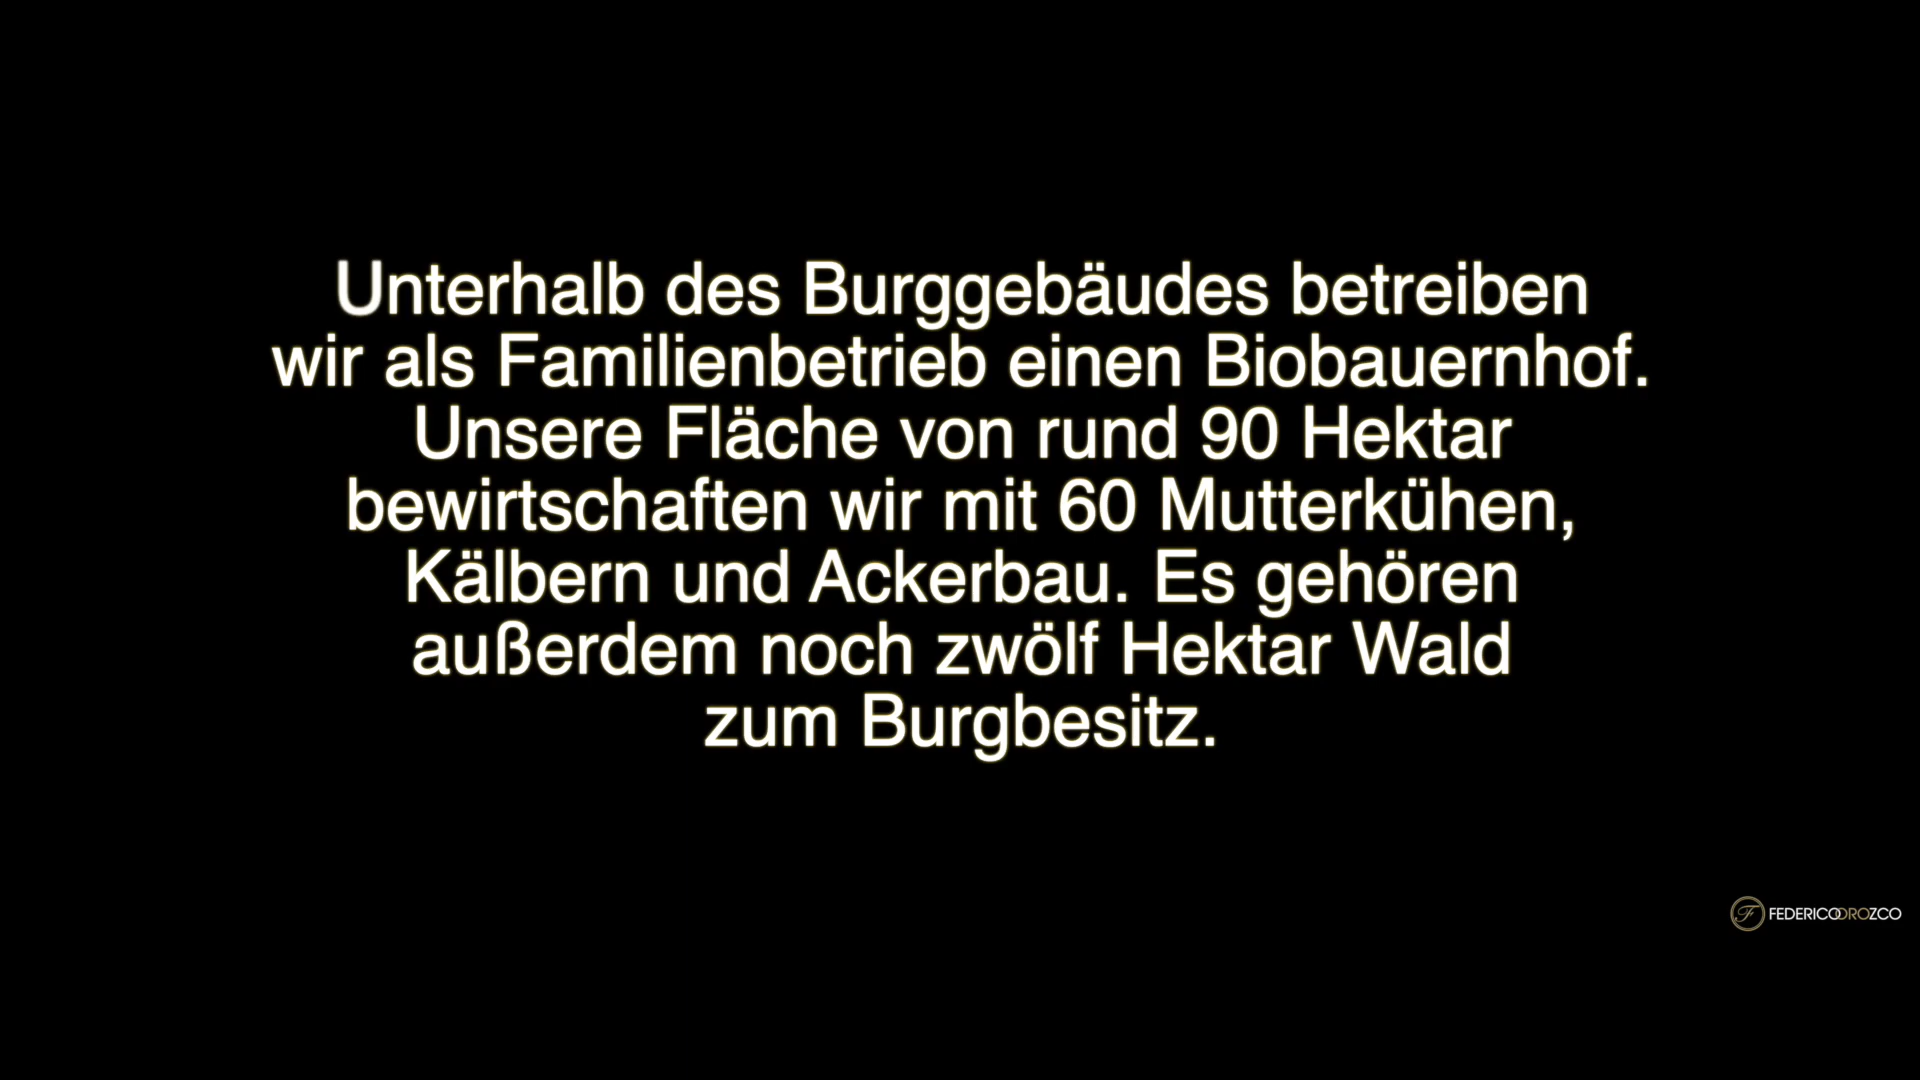 Unterhalb des Burggebäudes betreiben
wir als Familienbetrieb einen Biobauernhof.
Unsere Fläche von rund 90 Hektar
bewirtschaften wir mit 60 Mutterkühen,
Kälbern und Ackerbau. Es gehören
außerdem noch zwölf Hektar Wald
zum Burgbesitz.
F FEDERICOOROZCO